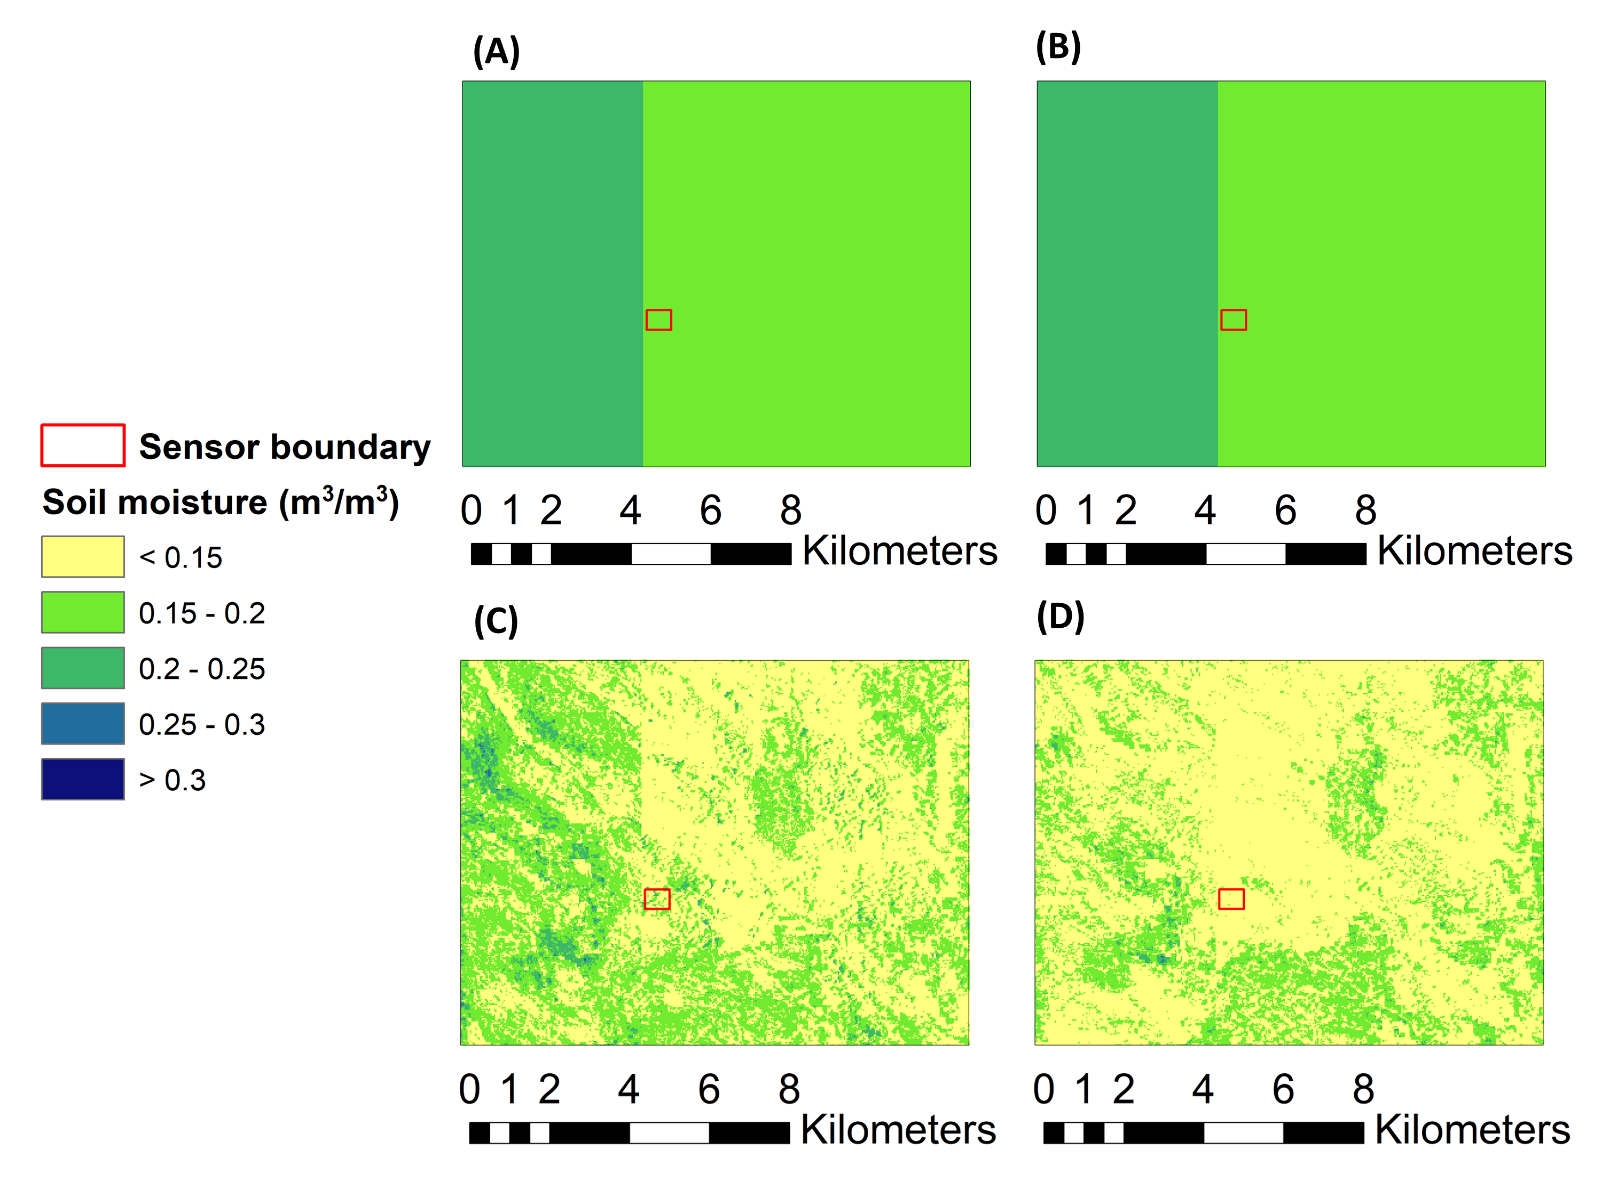 (A)
(B)
0 1 2 4 6 8
Kilometers
0 1 2 4 6 8
Kilometers
Sensor boundary
Soil moisture (m³/m³)
< 0.15
0.15 - 0.2
0.2 - 0.25
0.25 - 0.3
> 0.3
(C)
(D)
0 1 2 4 6 8
Kilometers
0 1 2 4 6 8
Kilometers